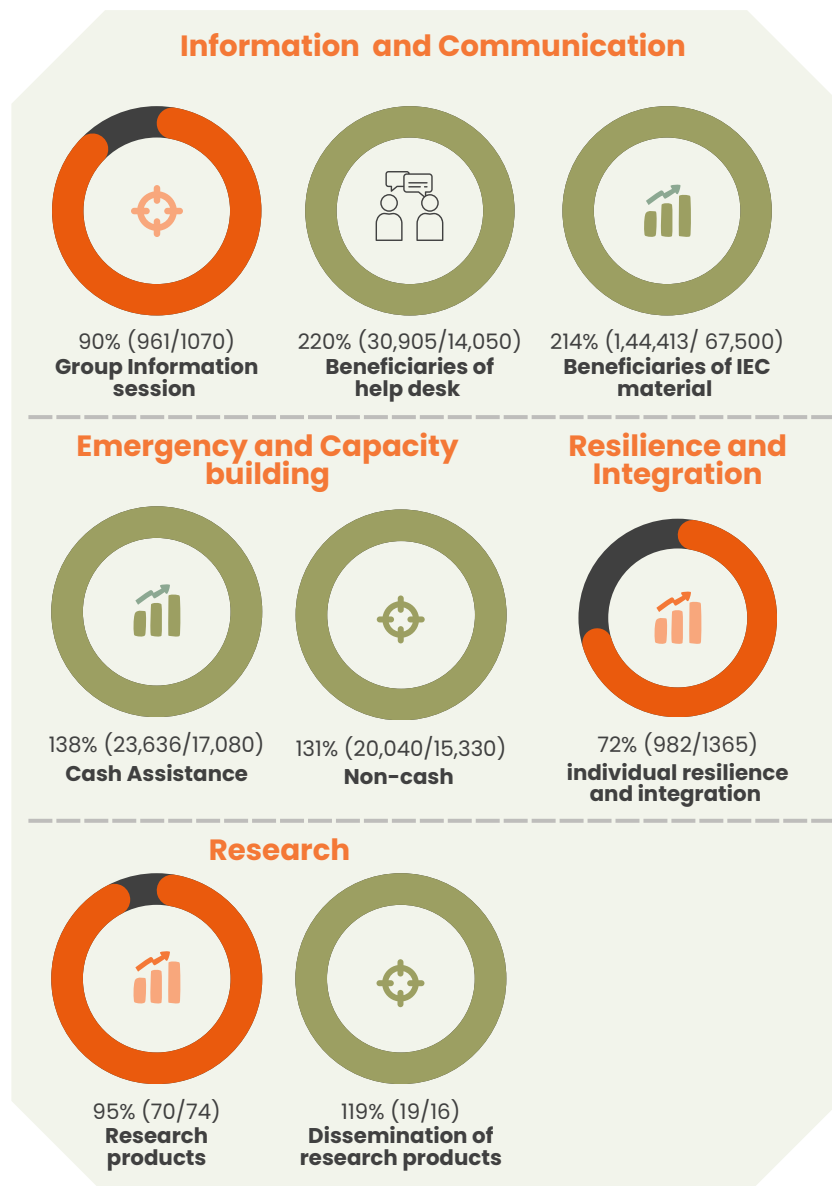 Information and Communication
90% (961/1070)
Group Information
session
220% (30,905/14,050)
Beneficiaries of
help desk
214% (1,44,413/ 67,500)
Beneficiaries of IEC
material
Emergency and Capacity
building
138% (23,636/17,080)
Cash Assistance
131% (20,040/15,330)
Non-cash
Resilience and
Integration
72% (982/1365)
individual resilience
and integration
Research
95% (70/74)
Research
products
119% (19/16)
Dissemination of
research products